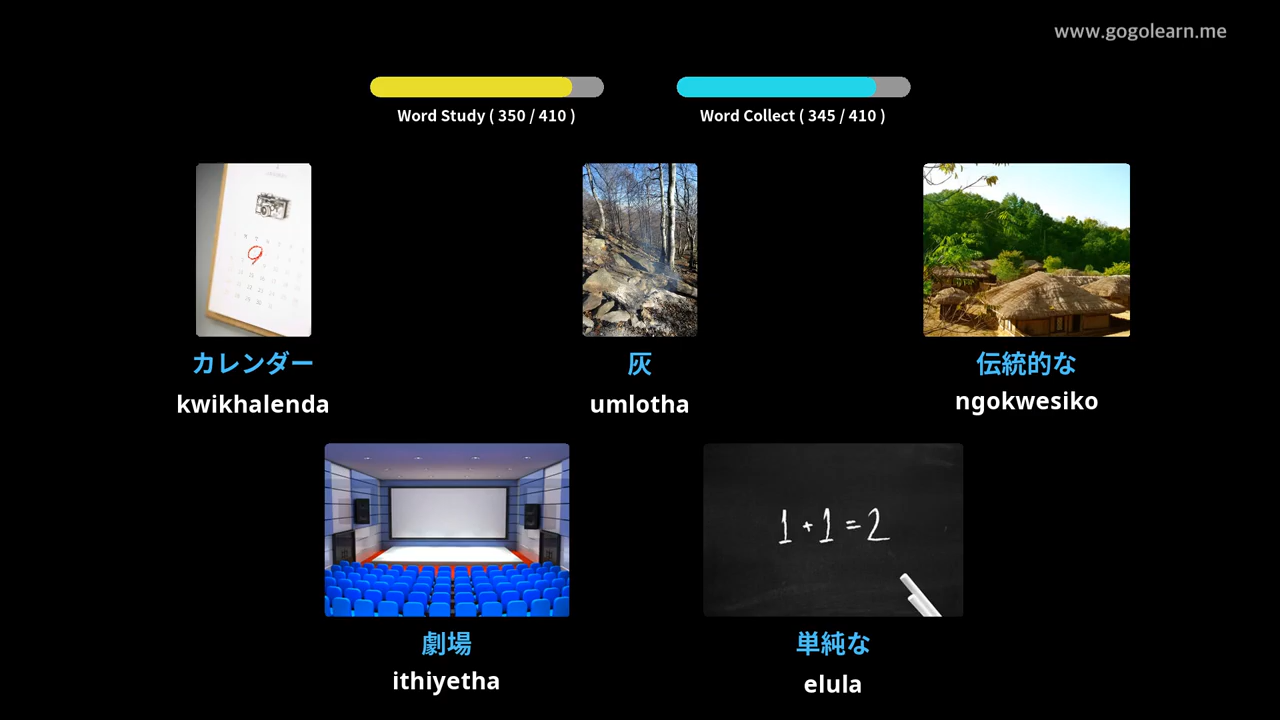 www.gogolearn.me
Word Study ( 350 / 410 )
Word Collect ( 345 / 410 )
カレンダー
kwikhalenda
灰
umlotha
伝統的な
ngokwesiko
劇場
ithiyetha
1 + 1 = 2
単純な
elula